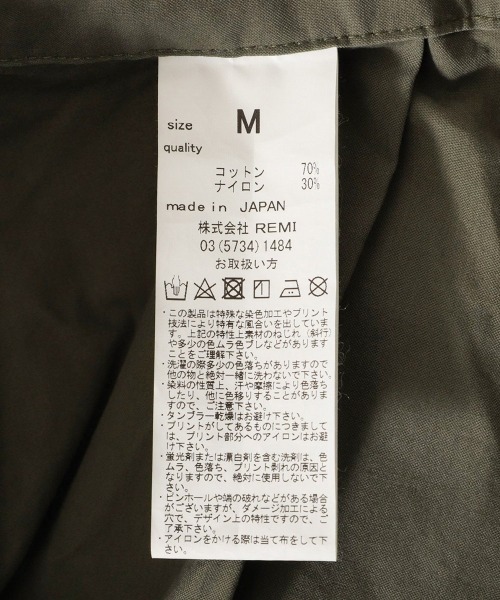 size M
quality
コットン 70%
ナイロン 30%
made in JAPAN
株式会社 REMI
03 (5734) 1484
お取扱い方
・この製品は特殊な染色加工やプリント
技法により特有な風合いを出していま
す。上記の特性上素材のねじれ（斜行）
や多少の色ムラ色ブレなどがあります
ことをご理解下さい。
・洗濯の際多少の色落ちがありますので
他の物と絶対一緒に洗わないで下さい。
・染料の性質上、汗や摩擦により色落ち
したり、他に色移りすることがありま
すので、ご注意下さい。
・タンブラー乾燥はお避け下さい。
・プリントがしてあるものにつきまして
は、プリント部分へのアイロンはお避
け下さい。
・蛍光剤または漂白剤を含む洗剤は、色
ムラ、色落ち、プリント剥れの原因と
なりますので、絶対に使用しないで下
さい。
・ピンホールや端の破れなどがある場合
がございますが、ダメージ加工による
穴で、デザイン上の特性ですので、ご
了承下さい。
・アイロンをかける際は当て布をして下
さい。